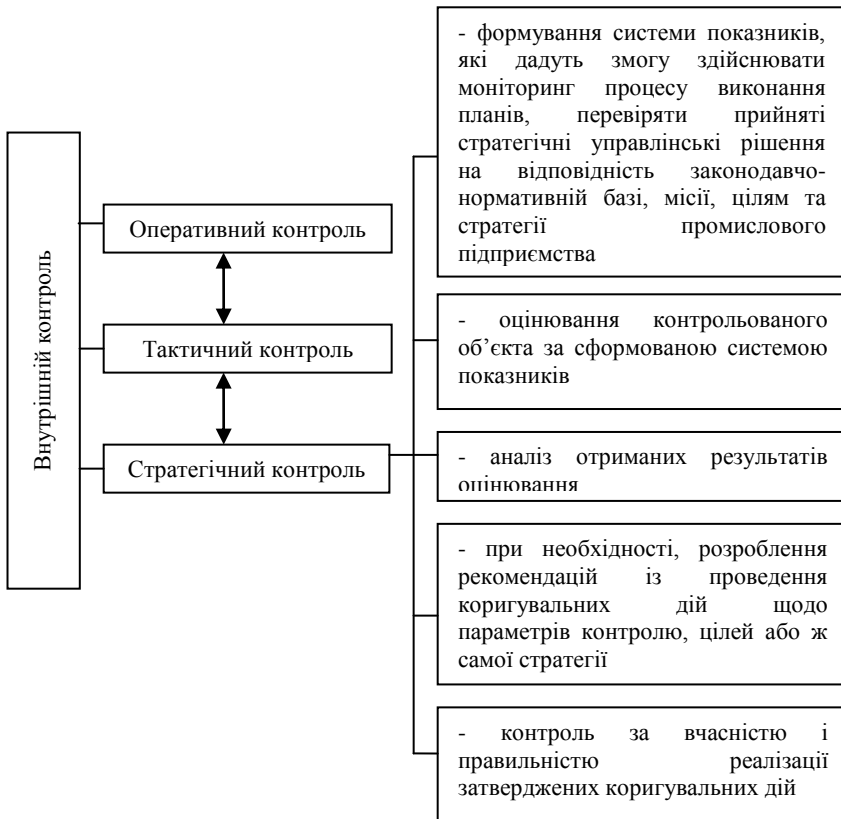 Внутрішній контроль
Оперативний контроль
Тактичний контроль
Стратегічний контроль
- формування системи показників,
які дадуть змогу здійснювати
моніторинг процесу виконання
планів, перевіряти прийняті
стратегічні управлінські рішення
на відповідність законодавчо-
нормативній базі, місії, цілям та
стратегії промислового
підприємства
- оцінювання контрольованого
об’єкта за сформованою системою
показників
- аналіз отриманих результатів
оцінювання
- при необхідності, розроблення
рекомендацій із проведення
коригувальних дій щодо
параметрів контролю, цілей або ж
самої стратегії
- контроль за вчасністю і
правильністю реалізації
затверджених коригувальних дій